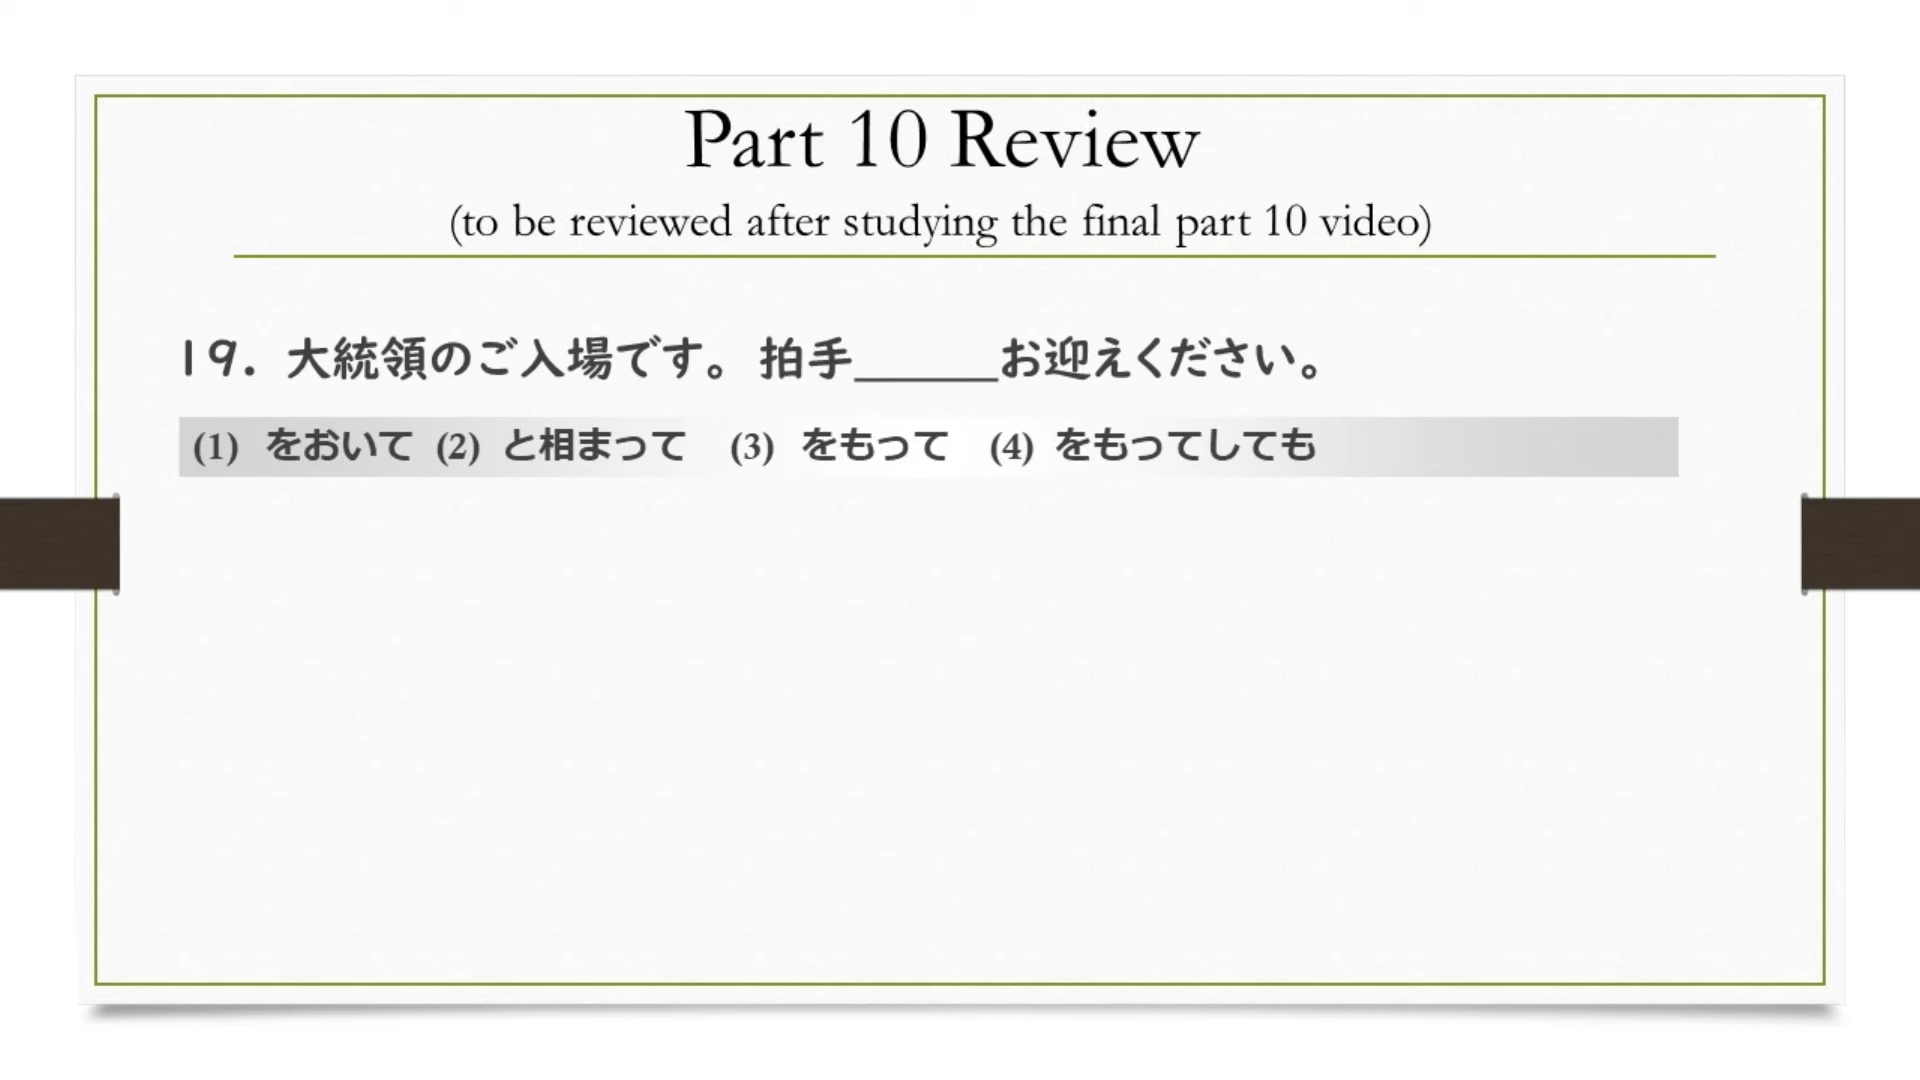 Part 10 Review
(to be reviewed after studying the final part 10 video)
19. 大統領のご入場です。拍手______お迎えください。
(1) をおいて (2) と相まって (3) をもって (4) をもってしても